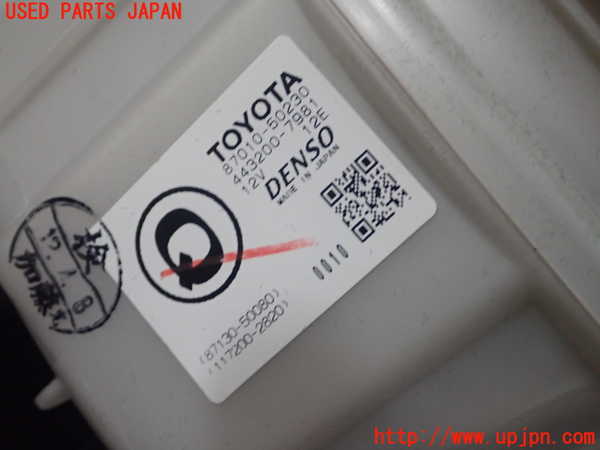 USED PARTS JAPAN
TOYOTA
87010-50230
443200-7981
12V 12E
DENSO
MADE IN JAPAN
0010
(87130-50080)
(117200-2820)
検
加藤
http://www.upjpn.com/